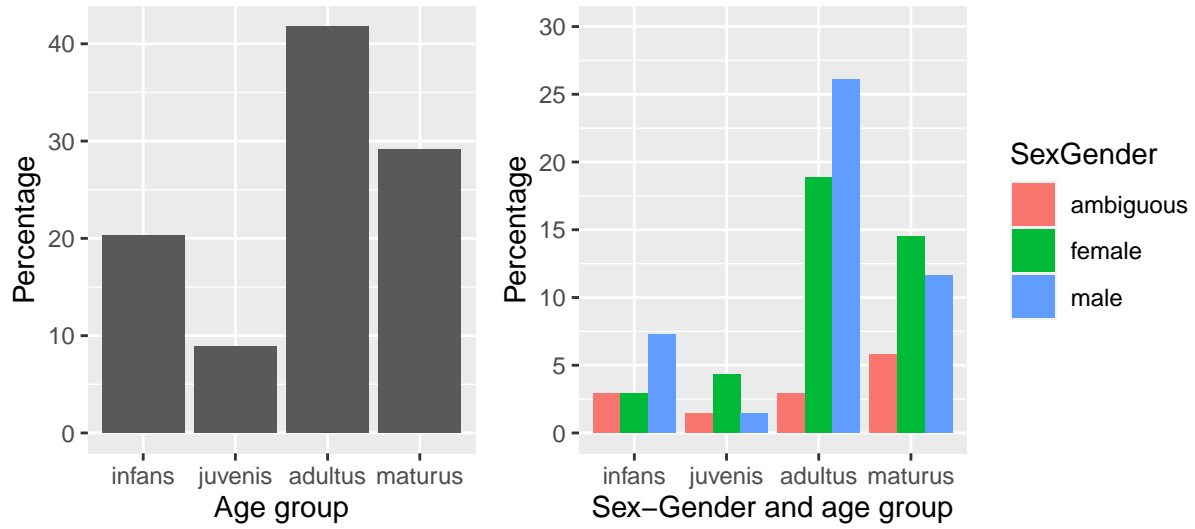 Percentage
40
30
20
10
0
infans juvenis adultus maturus
Age group
Percentage
30
25
20
15
10
5
0
infans juvenis adultus maturus
Sex−Gender and age group
SexGender
ambiguous
female
male